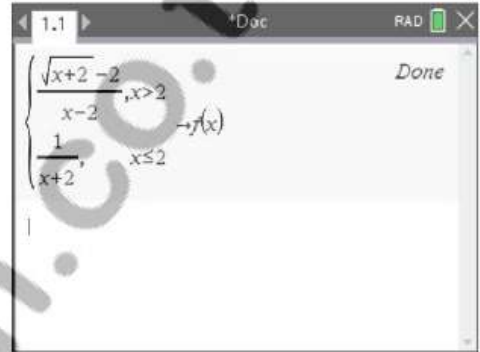 1.1 *Doc RAD
√x+2 -2
x-2 ,x>2
→f(x) Done
1
x+2 , x≤2